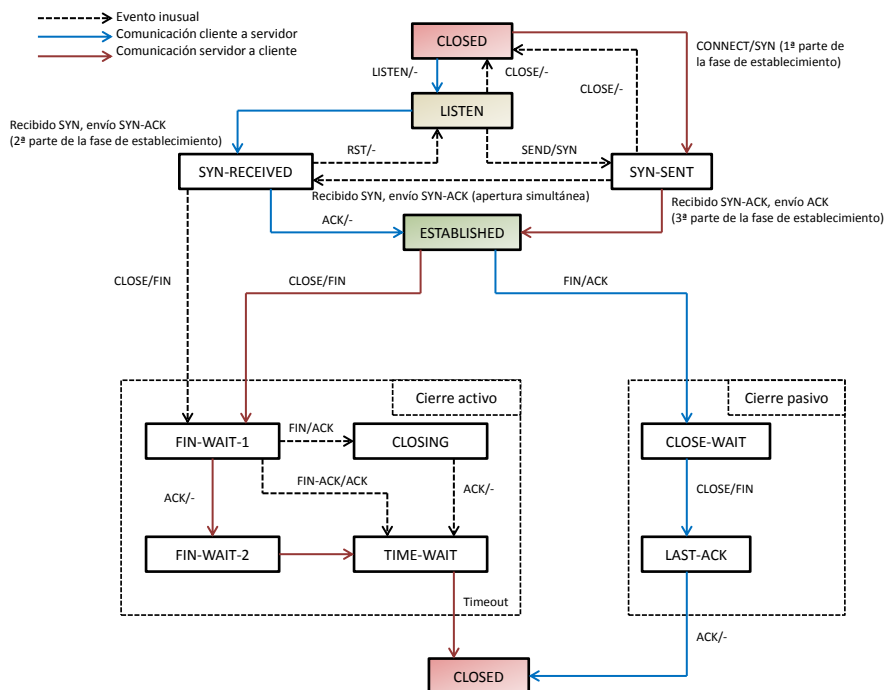 Evento inusual
Comunicación cliente a servidor
Comunicación servidor a cliente
CLOSED
CONNECT/SYN (1ª parte de
la fase de establecimiento)
LISTEN/-
CLOSE/-
CLOSE/-
LISTEN
Recibido SYN, envío SYN-ACK
(2ª parte de la fase de establecimiento)
RST/-
SEND/SYN
SYN-RECEIVED
SYN-SENT
Recibido SYN, envío SYN-ACK (apertura simultánea)
Recibido SYN-ACK, envío ACK
(3ª parte de la fase de establecimiento)
ACK/-
ESTABLISHED
CLOSE/FIN
CLOSE/FIN
FIN/ACK
Cierre activo
Cierre pasivo
FIN-WAIT-1
FIN/ACK
CLOSING
CLOSE-WAIT
FIN-ACK/ACK
ACK/-
ACK/-
CLOSE/FIN
FIN-WAIT-2
TIME-WAIT
LAST-ACK
Timeout
ACK/-
CLOSED